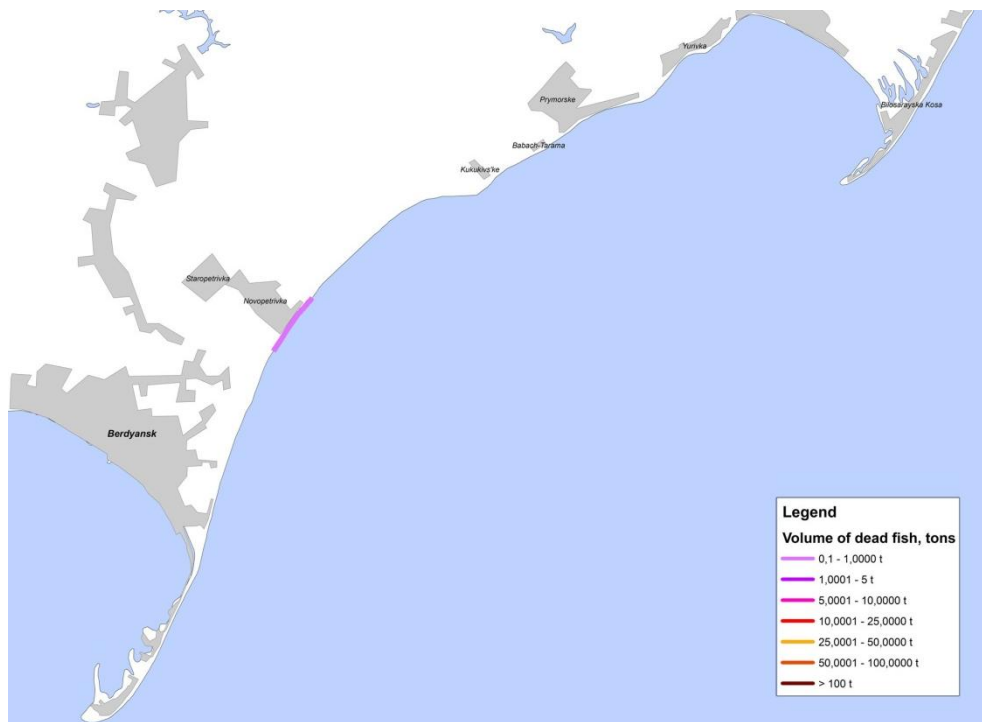 Yurivka
Prymorske
Bilosarayska Kosa
Babach-Tarama
Kukukivs'ke
Staropetrivka
Novopetrivka
Berdyansk
Legend
Volume of dead fish, tons
0,1 - 1,0000 t
1,0001 - 5 t
5,0001 - 10,0000 t
10,0001 - 25,0000 t
25,0001 - 50,0000 t
50,0001 - 100,0000 t
> 100 t